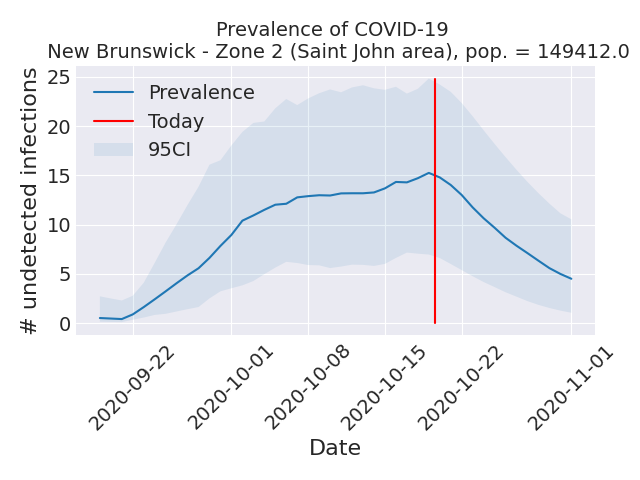 Prevalence of COVID-19
New Brunswick - Zone 2 (Saint John area), pop. = 149412.0
# undetected infections
25
20
15
10
5
0
Prevalence
Today
95CI
2020-09-22
2020-10-01
2020-10-08
2020-10-15
2020-10-22
2020-11-01
Date